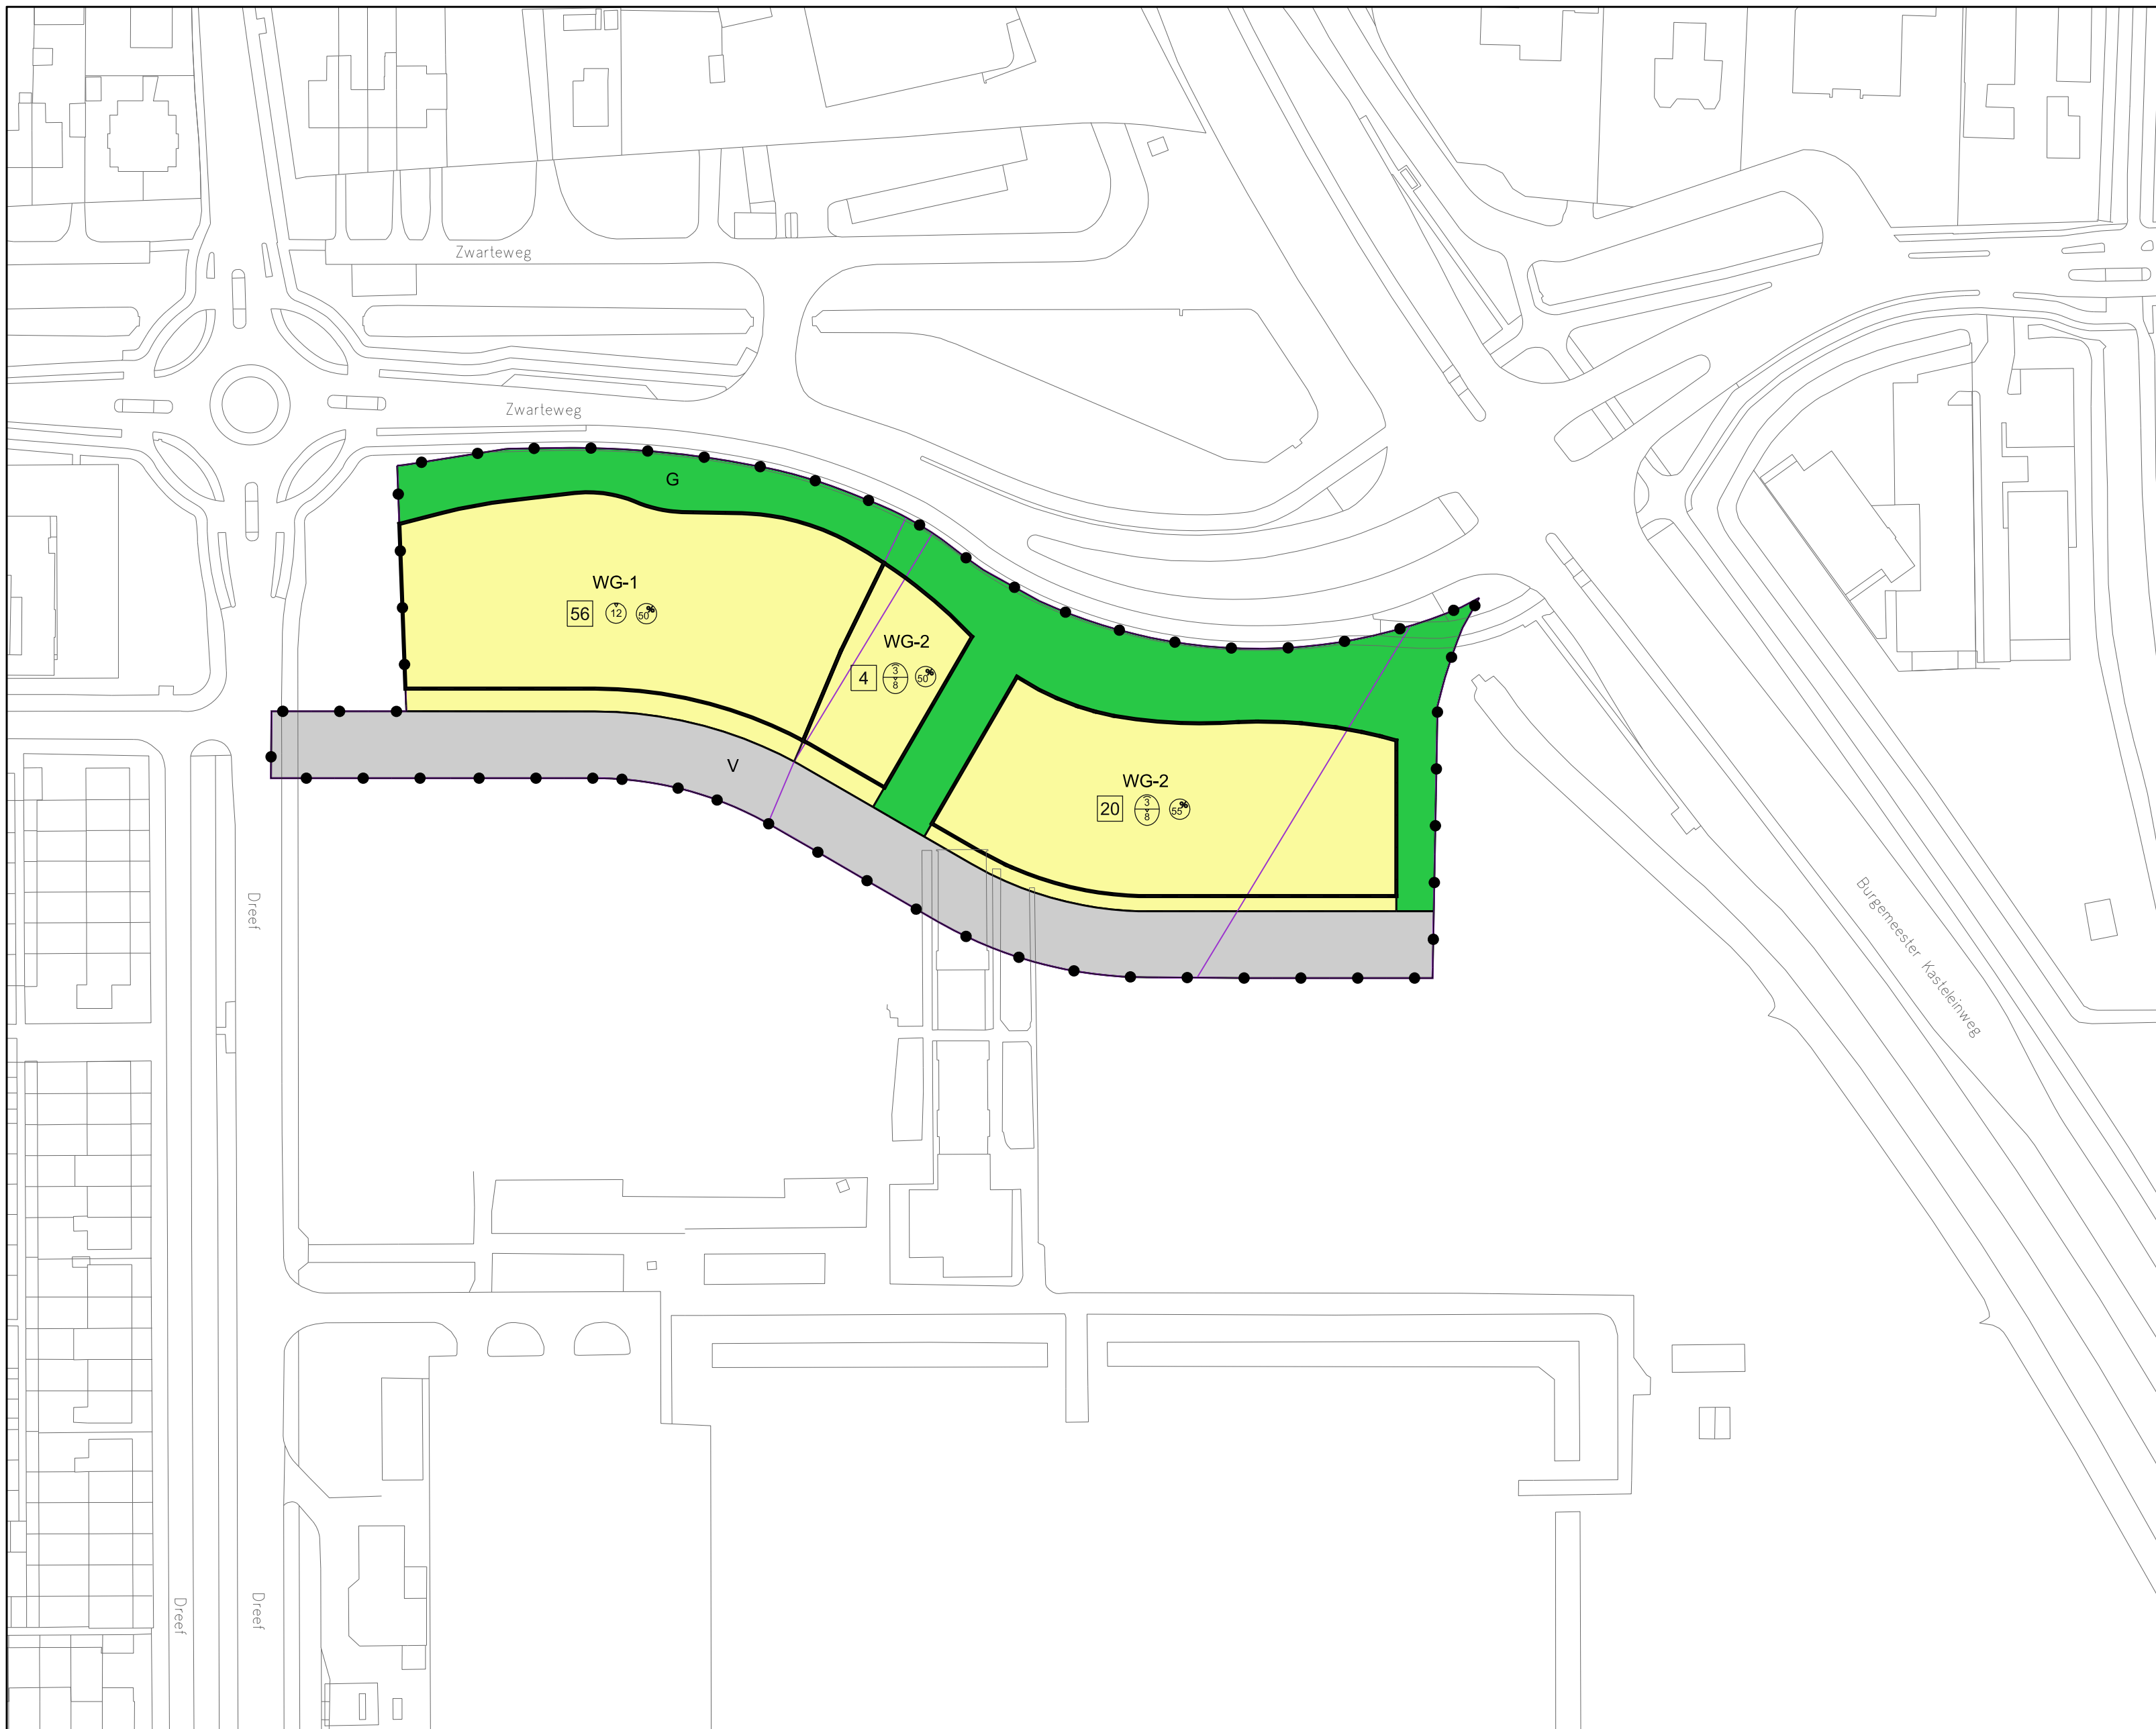 Zwarteweg
Zwarteweg
G
WG-1
56 12 50%
WG-2
4 3 8 50%
V
WG-2
20 3 8 55%
Dreef
Burgemeester Kasteleinweg
Dreef
Dreef